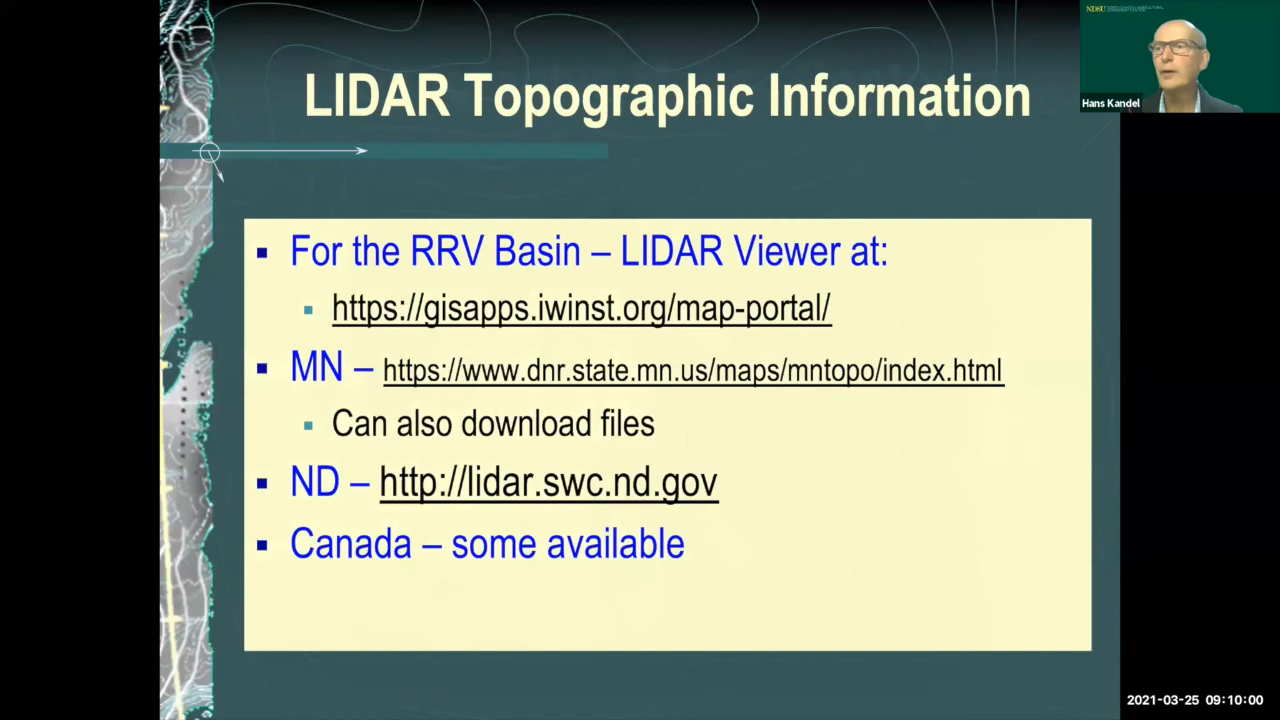 LIDAR Topographic Information
NDSU
Hans Kandel
▪ For the RRV Basin – LIDAR Viewer at:
▪ https://gisapps.iwinst.org/map-portal/
▪ MN – https://www.dnr.state.mn.us/maps/mntopo/index.html
▪ Can also download files
▪ ND – http://lidar.swc.nd.gov
▪ Canada – some available
2021-03-25 09:10:00